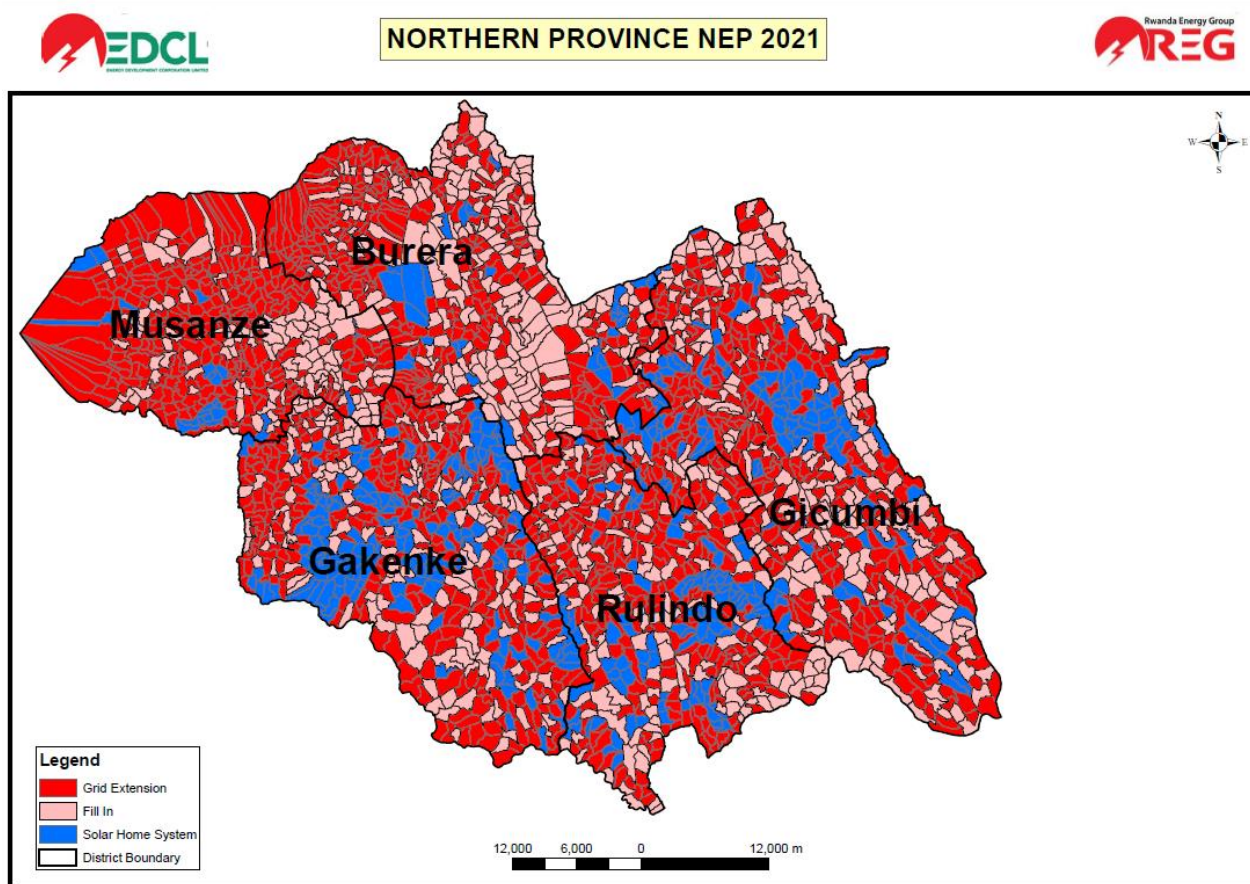 EDCL
ENERGY DEVELOPMENT CORPORATION LIMITED
NORTHERN PROVINCE NEP 2021
Rwanda Energy Group
REG
N
W E
S
Burera
Musanze
Gicumbi
Gakenke
Rulindo
Legend
Grid Extension
Fill In
Solar Home System
District Boundary
12,000 6,000 0 12,000 m